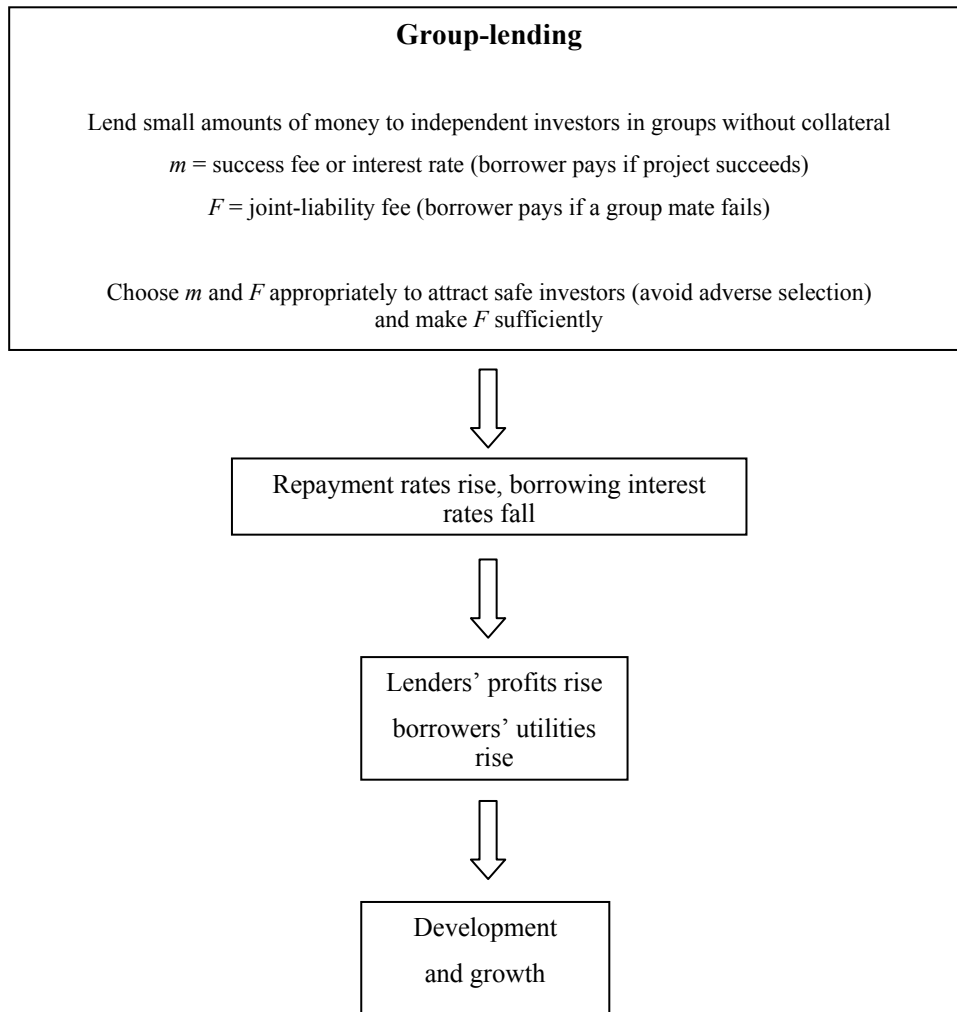 Group-lending
Lend small amounts of money to independent investors in groups without collateral
m = success fee or interest rate (borrower pays if project succeeds)
F = joint-liability fee (borrower pays if a group mate fails)
Choose m and F appropriately to attract safe investors (avoid adverse selection)
and make F sufficiently
Repayment rates rise, borrowing interest
rates fall
Lenders’ profits rise
borrowers’ utilities
rise
Development
and growth